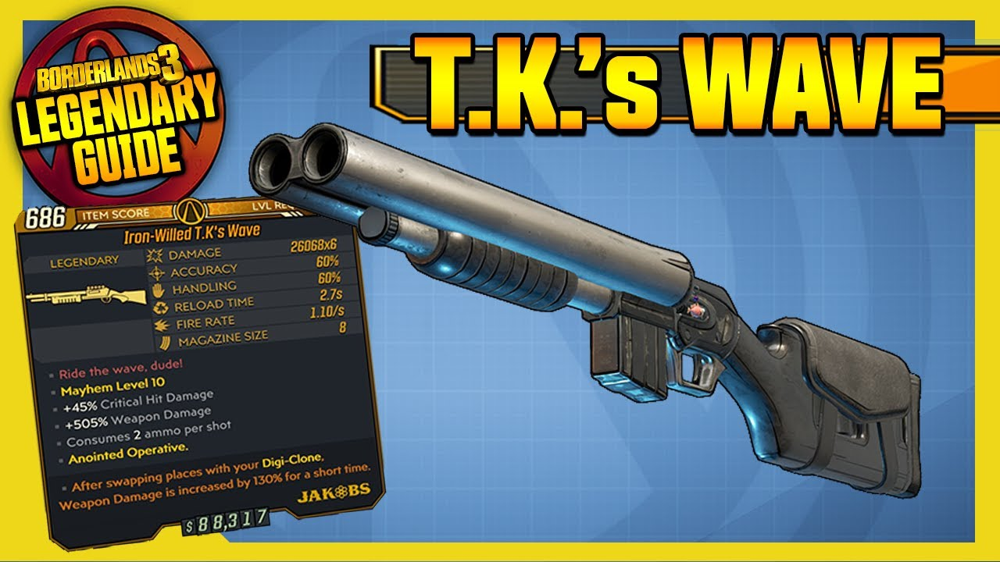 BORDERLANDS 3
LEGENDARY
GUIDE
T.K.'s WAVE
686 ITEM SCORE LVL
Iron-Willed T.K's Wave
LEGENDARY
DAMAGE 26068x6
ACCURACY 60%
HANDLING 60%
RELOAD TIME 2.7s
FIRE RATE 1.10/s
MAGAZINE SIZE 8
Ride the wave, dude!
Mayhem Level 10
+45% Critical Hit Damage
+505% Weapon Damage
Consumes 2 ammo per shot
Anointed Operative.
After swapping places with your Digi-Clone,
Weapon Damage is increased by 130% for a short time.
JAKOBS
$88,317